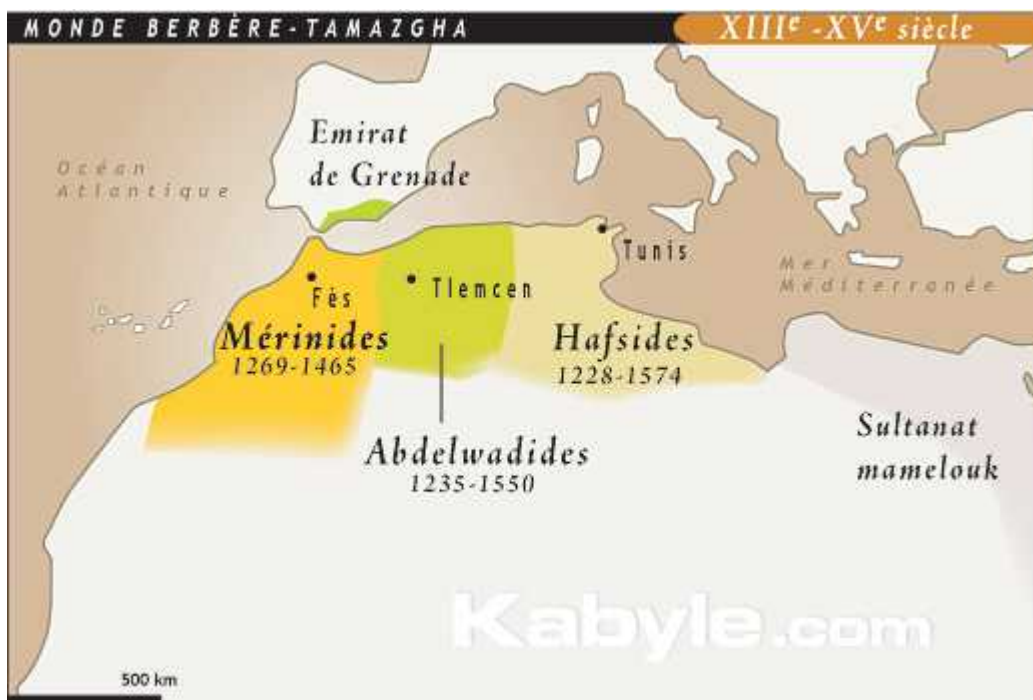 MONDE BERBÈRE-TAMAZGHA
XIIIe -XVe siècle
Emirat
de Grenade
Océan
Atlantique
Tunis
Mer
Méditerranée
Tlemcen
Fès
Mérinides
1269-1465
Hafsides
1228-1574
Abdelwadides
1235-1550
Sultanat
mamelouk
Kabyle.com
500 km